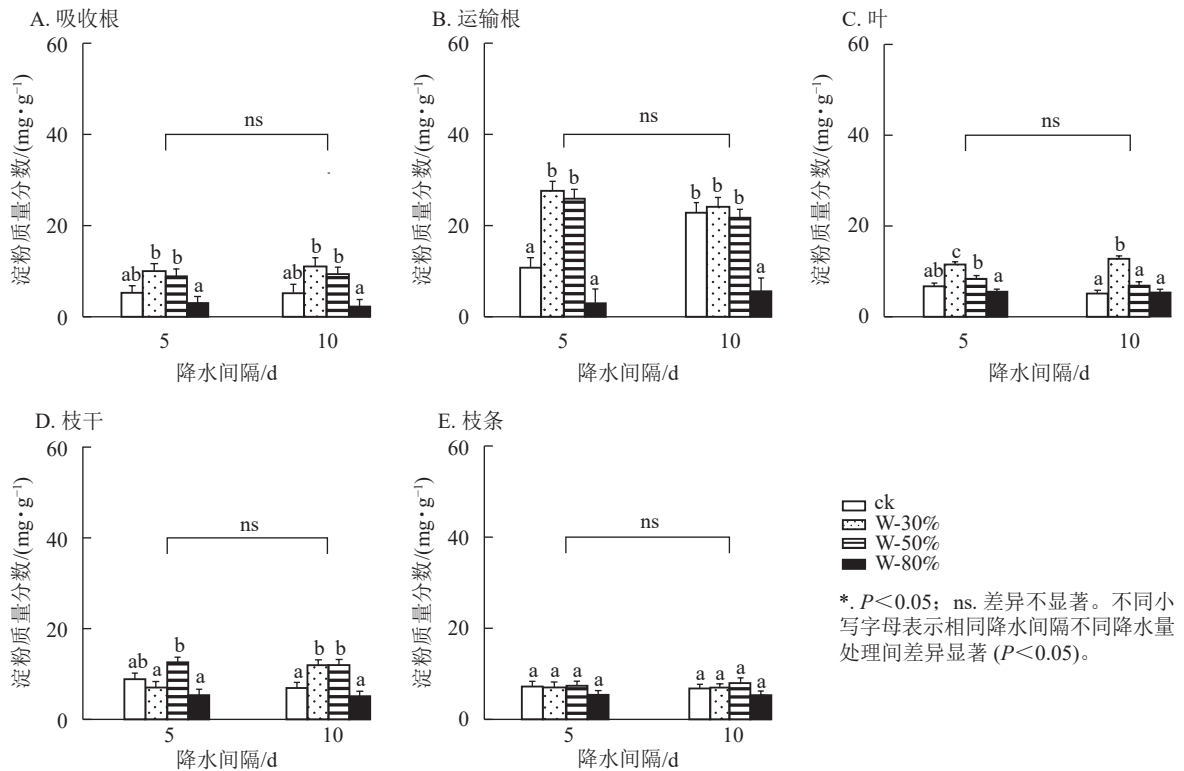 A. 吸收根
60
40
20
0
淀粉质量分数/(mg•g⁻¹)
ns
ab b b a
ab b b a
5 10
降水间隔/d
B. 运输根
60
40
20
0
淀粉质量分数/(mg•g⁻¹)
ns
a b b a
b b b a
5 10
降水间隔/d
C. 叶
60
40
20
0
淀粉质量分数/(mg•g⁻¹)
ns
ab c b a
a b a a
5 10
降水间隔/d
D. 枝干
60
40
20
0
淀粉质量分数/(mg•g⁻¹)
ns
ab a b a
a b b a
5 10
降水间隔/d
E. 枝条
60
40
20
0
淀粉质量分数/(mg•g⁻¹)
ns
a a a a
a a a a
5 10
降水间隔/d
ck
W-30%
W-50%
W-80%
*. P＜0.05；ns. 差异不显著。不同小
写字母表示相同降水间隔不同降水量
处理间差异显著 (P＜0.05)。